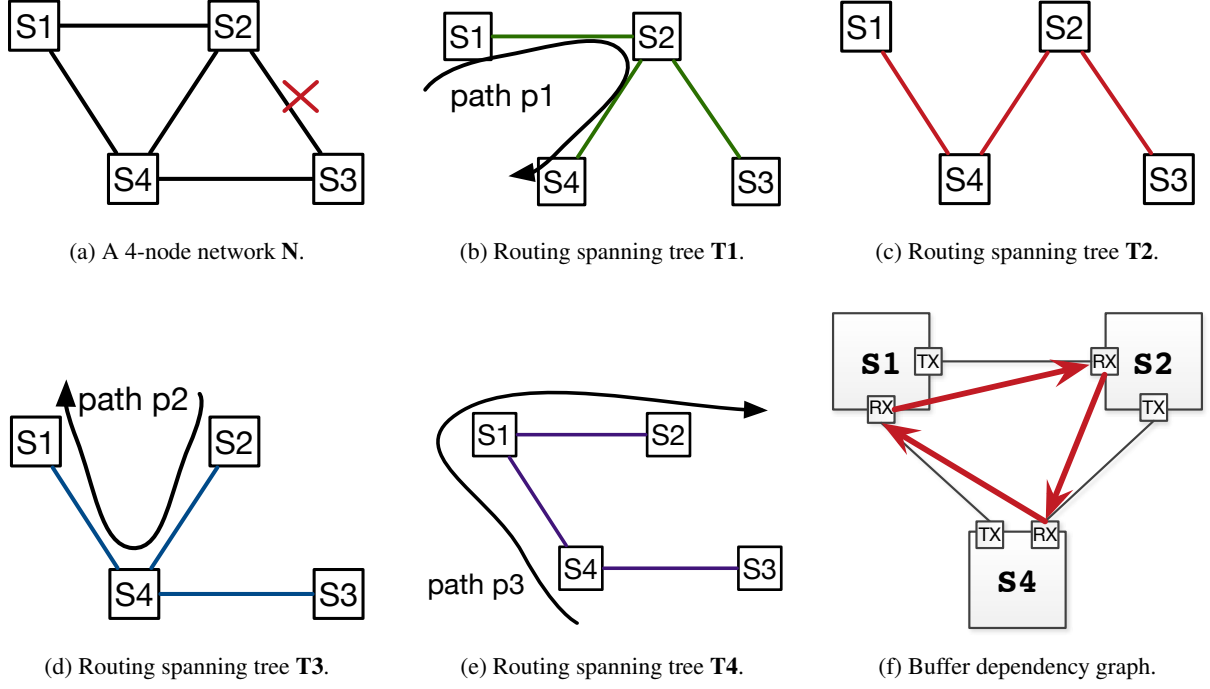 S1 S2
S4 S3
(a) A 4-node network N.
S1 S2
path p1
S4 S3
(b) Routing spanning tree T1.
S1 S2
S4 S3
(c) Routing spanning tree T2.
path p2
S1 S2
S4 S3
(d) Routing spanning tree T3.
S1 S2
S4 S3
path p3
(e) Routing spanning tree T4.
S1 TX RX S2
RX TX
TX RX
S4
(f) Buffer dependency graph.